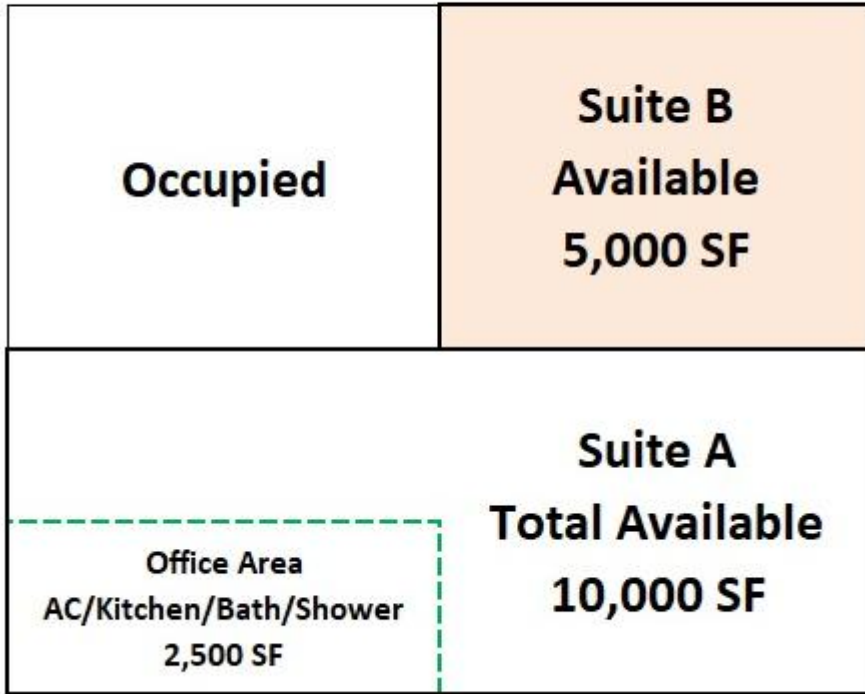 Occupied
Suite B
Available
5,000 SF
Suite A
Total Available
10,000 SF
Office Area
AC/Kitchen/Bath/Shower
2,500 SF